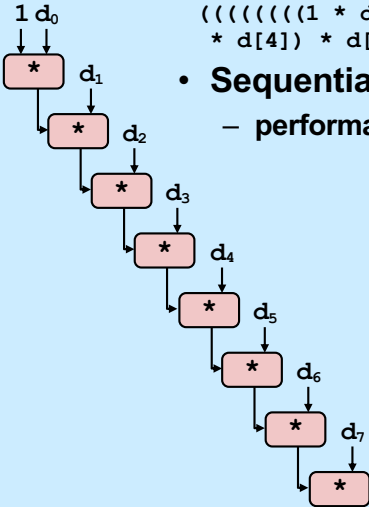 1 d₀
((((((((1 * d
* d[4]) * d[
*
d₁
• Sequentia
*
d₂
– performa
*
d₃
*
d₄
*
d₅
*
d₆
*
d₇
*